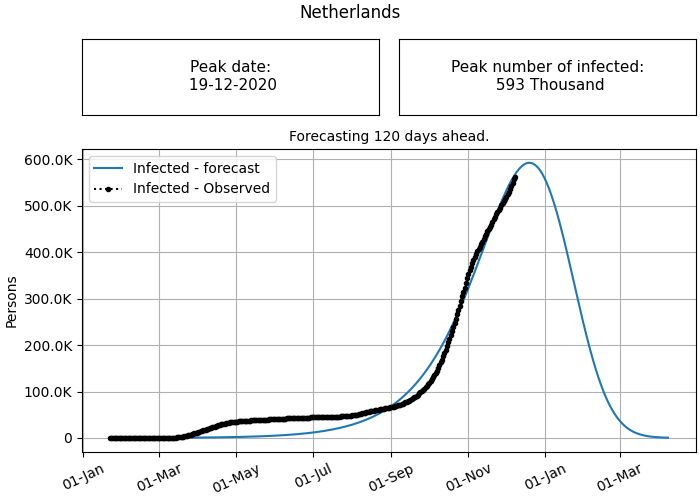 Netherlands
Peak date:
19-12-2020
Peak number of infected:
593 Thousand
Forecasting 120 days ahead.
Infected - forecast
Infected - Observed
600.0K
500.0K
400.0K
300.0K
200.0K
100.0K
0
Persons
01-Jan
01-Mar
01-May
01-Jul
01-Sep
01-Nov
01-Jan
01-Mar